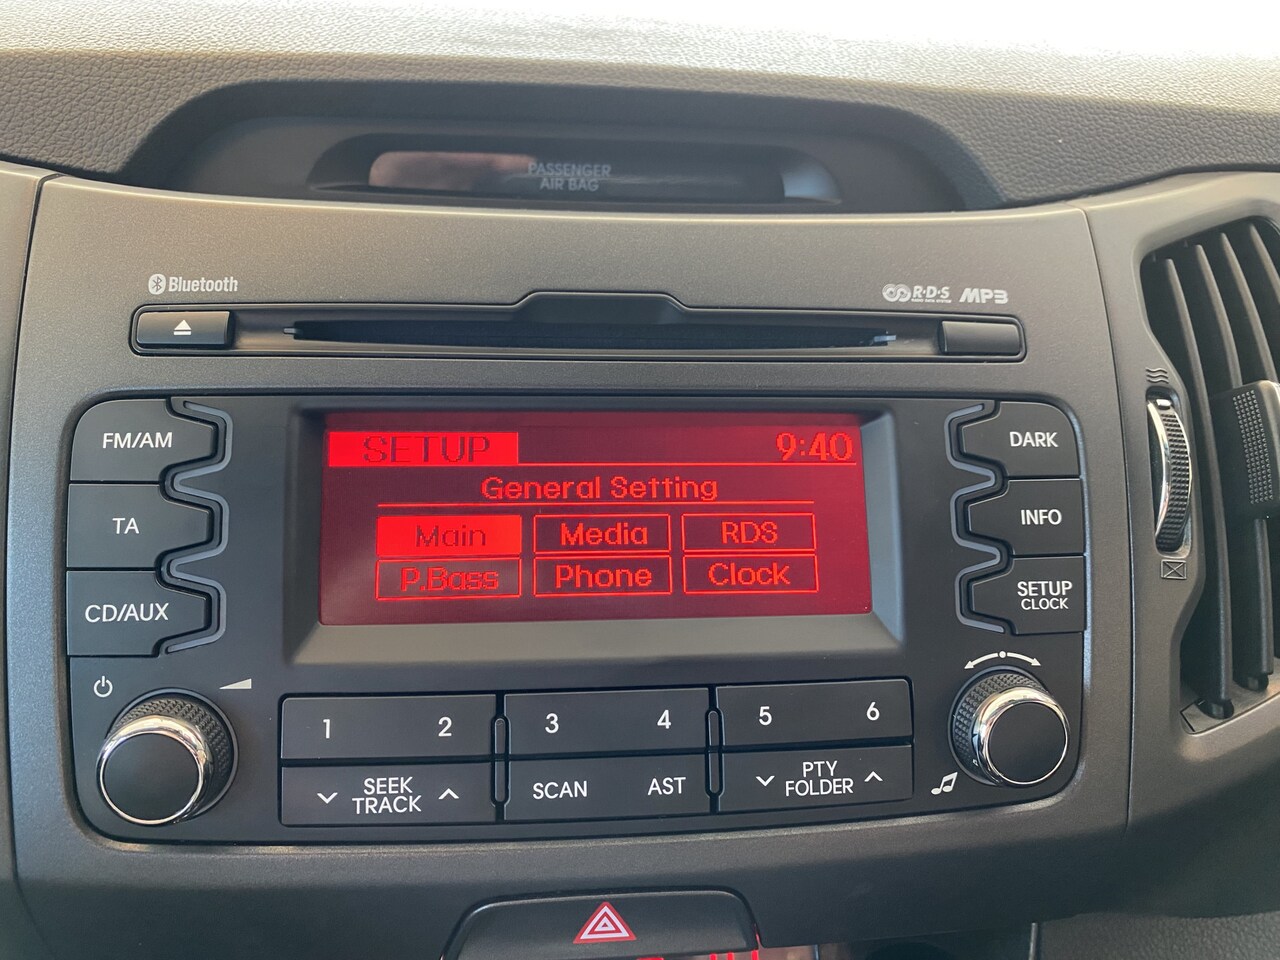 PASSENGER
AIR BAG
Bluetooth
R·D·S MP3
FM/AM
TA
CD/AUX
SETUP 9:40
General Setting
Main Media RDS
P.Bass Phone Clock
DARK
INFO
SETUP
CLOCK
1 2 3 4 5 6
SEEK
TRACK
SCAN AST
PTY
FOLDER